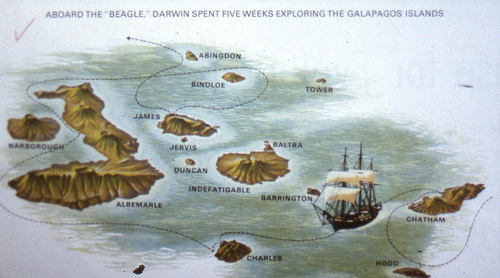 ABOARD THE "BEAGLE," DARWIN SPENT FIVE WEEKS EXPLORING THE GALAPAGOS ISLANDS
ABINGDON
BINDLOE
TOWER
JAMES
NARBOROUGH
JERVIS
BALTRA
DUNCAN
INDEFATIGABLE
BARRINGTON
ALBEMARLE
CHATHAM
CHARLES
HOOD